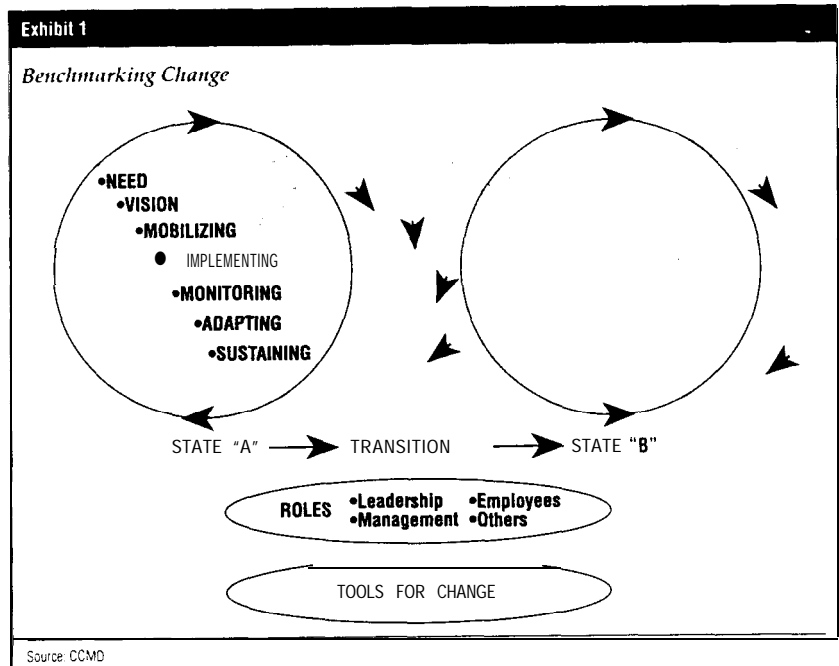 Exhibit 1
Benchmarking Change
•NEED
•VISION
•MOBILIZING
● IMPLEMENTING
•MONITORING
•ADAPTING
•SUSTAINING
STATE "A" TRANSITION STATE "B"
ROLES •Leadership •Employees
•Management •Others
TOOLS FOR CHANGE
Source: CCMD